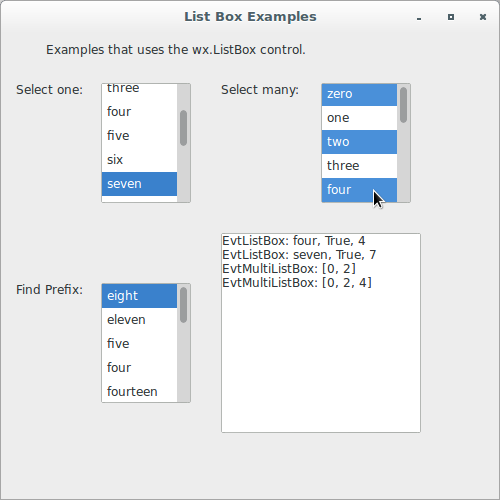 List Box Examples
Examples that uses the wx.ListBox control.
Select one:
three
four
five
six
seven
Select many:
zero
one
two
three
four
Find Prefix:
eight
eleven
five
four
fourteen
EvtListBox: four, True, 4
EvtListBox: seven, True, 7
EvtMultiListBox: [0, 2]
EvtMultiListBox: [0, 2, 4]